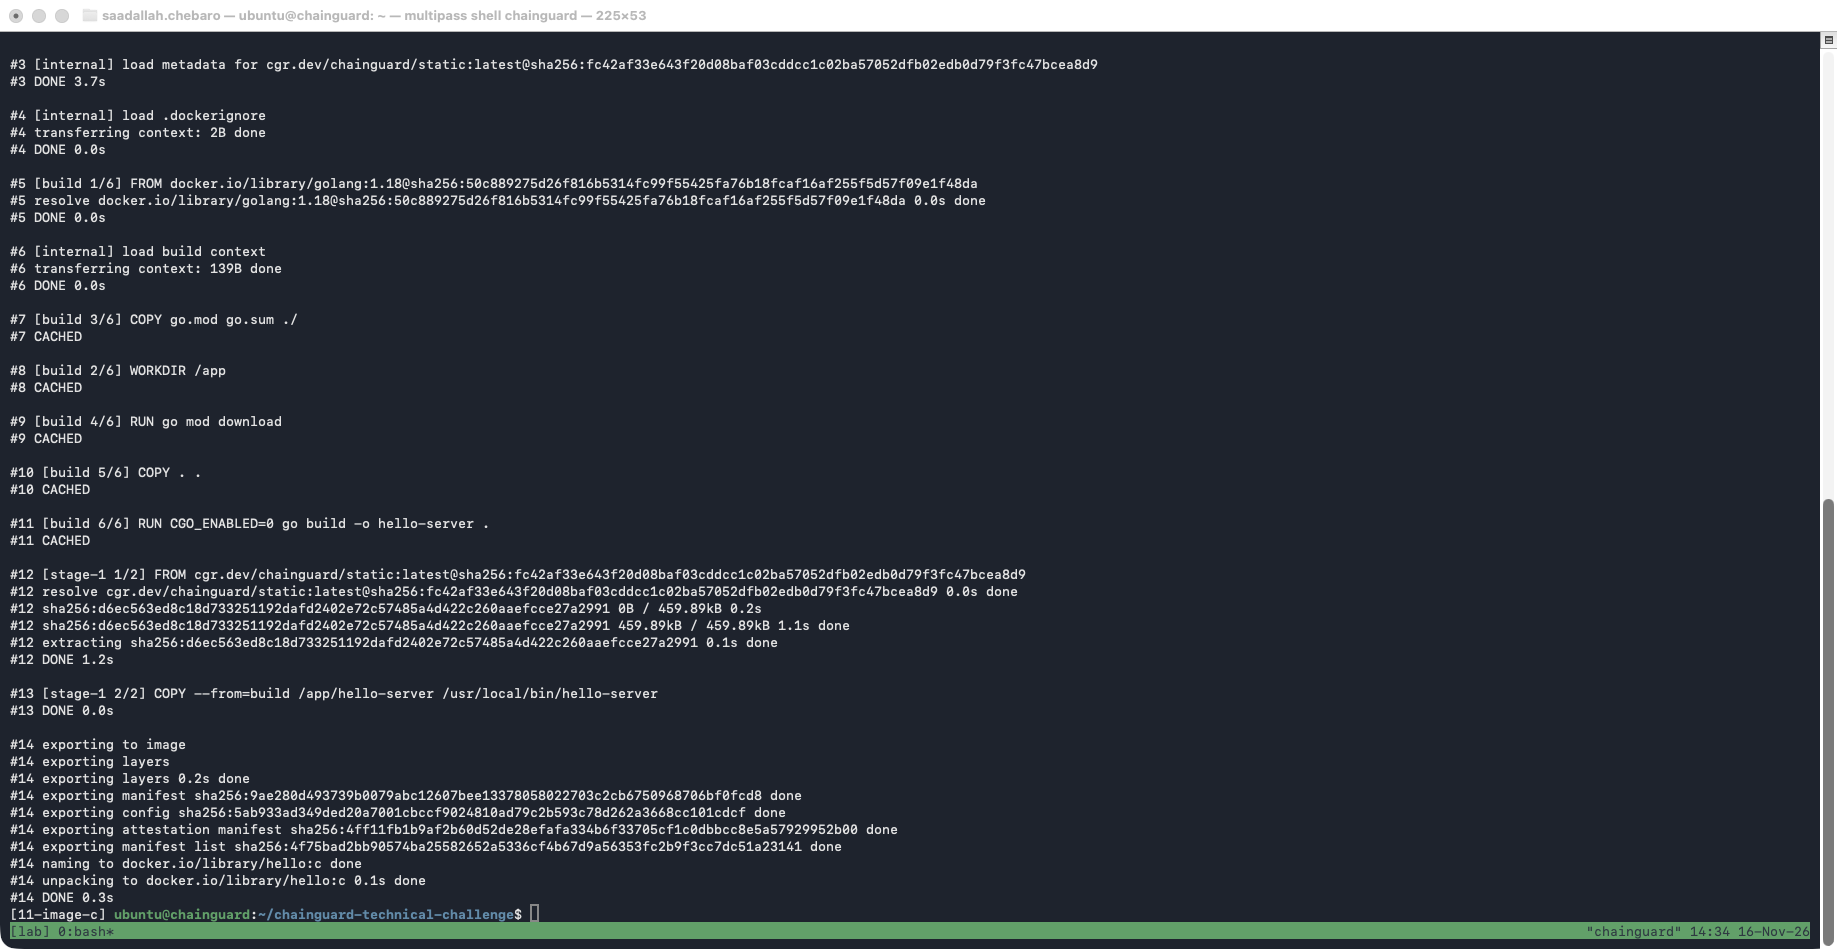 saadallah.chebaro — ubuntu@chainguard: ~ — multipass shell chainguard — 225×53
#3 [internal] load metadata for cgr.dev/chainguard/static:latest@sha256:fc42af33e643f20d08baf03cddcc1c02ba57052dfb02edb0d79f3fc47bcea8d9
#3 DONE 3.7s
#4 [internal] load .dockerignore
#4 transferring context: 2B done
#4 DONE 0.0s
#5 [build 1/6] FROM docker.io/library/golang:1.18@sha256:50c889275d26f816b5314fc99f55425fa76b18fcaf16af255f5d57f09e1f48da
#5 resolve docker.io/library/golang:1.18@sha256:50c889275d26f816b5314fc99f55425fa76b18fcaf16af255f5d57f09e1f48da 0.0s done
#5 DONE 0.0s
#6 [internal] load build context
#6 transferring context: 139B done
#6 DONE 0.0s
#7 [build 3/6] COPY go.mod go.sum ./
#7 CACHED
#8 [build 2/6] WORKDIR /app
#8 CACHED
#9 [build 4/6] RUN go mod download
#9 CACHED
#10 [build 5/6] COPY . .
#10 CACHED
#11 [build 6/6] RUN CGO_ENABLED=0 go build -o hello-server .
#11 CACHED
#12 [stage-1 1/2] FROM cgr.dev/chainguard/static:latest@sha256:fc42af33e643f20d08baf03cddcc1c02ba57052dfb02edb0d79f3fc47bcea8d9
#12 resolve cgr.dev/chainguard/static:latest@sha256:fc42af33e643f20d08baf03cddcc1c02ba57052dfb02edb0d79f3fc47bcea8d9 0.0s done
#12 sha256:d6ec563ed8c18d733251192dafd2402e72c57485a4d422c260aaefcce27a2991 0B / 459.89kB 0.2s
#12 sha256:d6ec563ed8c18d733251192dafd2402e72c57485a4d422c260aaefcce27a2991 459.89kB / 459.89kB 1.1s done
#12 extracting sha256:d6ec563ed8c18d733251192dafd2402e72c57485a4d422c260aaefcce27a2991 0.1s done
#12 DONE 1.2s
#13 [stage-1 2/2] COPY --from=build /app/hello-server /usr/local/bin/hello-server
#13 DONE 0.0s
#14 exporting to image
#14 exporting layers
#14 exporting layers 0.2s done
#14 exporting manifest sha256:9ae280d493739b0079abc12607bee13378058022703c2cb6750968706bf0fcd8 done
#14 exporting config sha256:5ab933ad349ded20a7001cbccf9024810ad79c2b593c78d262a3668cc101cdcf done
#14 exporting attestation manifest sha256:4ff11fb1b9af2b60d52de28efafa334b6f33705cf1c0dbbcc8e5a57929952b00 done
#14 exporting manifest list sha256:4f75bad2bb90574ba25582652a5336cf4b67d9a56353fc2b9f3cc7dc51a23141 done
#14 naming to docker.io/library/hello:c done
#14 unpacking to docker.io/library/hello:c 0.1s done
#14 DONE 0.3s
[11-image-c] ubuntu@chainguard:~/chainguard-technical-challenge$
[lab] 0:bash* "chainguard" 14:34 16-Nov-26